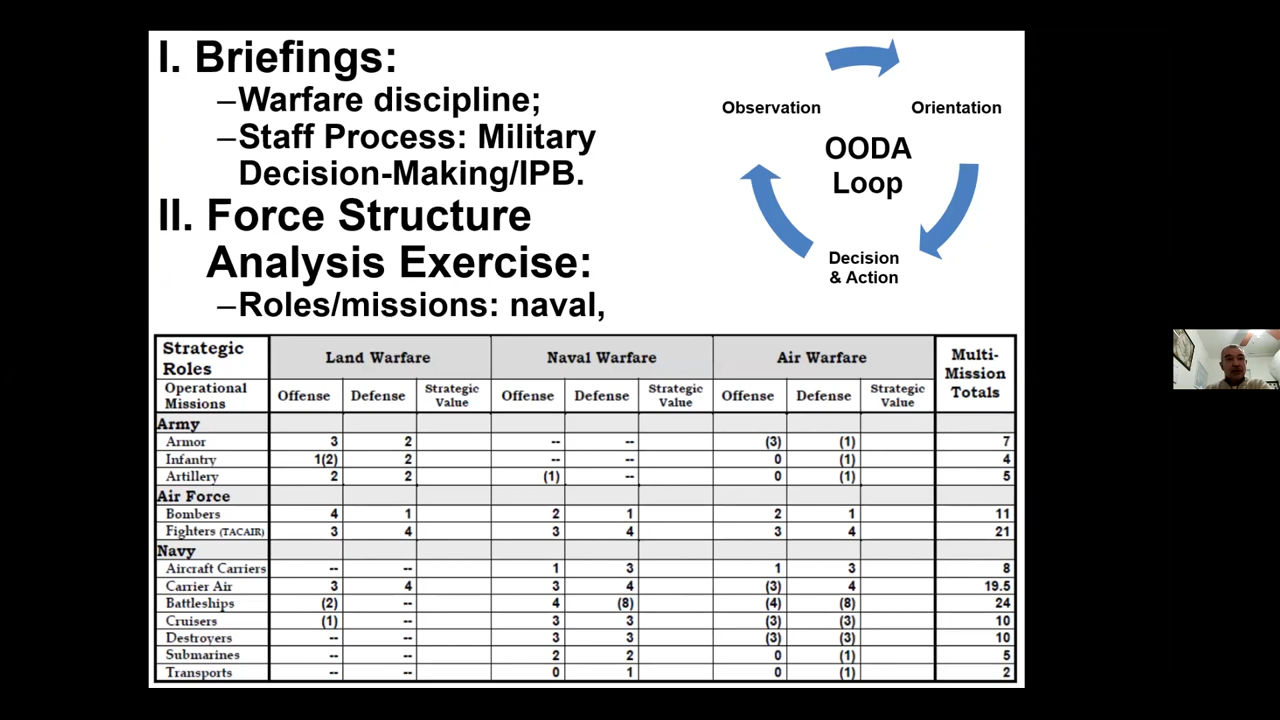 I. Briefings:
–Warfare discipline;
–Staff Process: Military
Decision-Making/IPB.
II. Force Structure
Analysis Exercise:
–Roles/missions: naval,
Observation
Orientation
OODA
Loop
Decision
& Action
Strategic Roles Land Warfare Naval Warfare Air Warfare Multi-Mission Totals
Operational Missions Offense Defense Strategic Value Offense Defense Strategic Value Offense Defense Strategic Value
Army
Armor 3 2 -- -- (3) (1) 7
Infantry 1(2) 2 -- -- 0 (1) 4
Artillery 2 2 (1) -- 0 (1) 5
Air Force
Bombers 4 1 2 1 2 1 11
Fighters (TACAIR) 3 4 3 4 3 4 21
Navy
Aircraft Carriers -- -- 1 3 1 3 8
Carrier Air 3 4 3 4 (3) 4 19.5
Battleships (2) -- 4 (8) (4) (8) 24
Cruisers (1) -- 3 3 (3) (3) 10
Destroyers -- -- 3 3 (3) (3) 10
Submarines -- -- 2 2 0 (1) 5
Transports -- -- 0 1 0 (1) 2